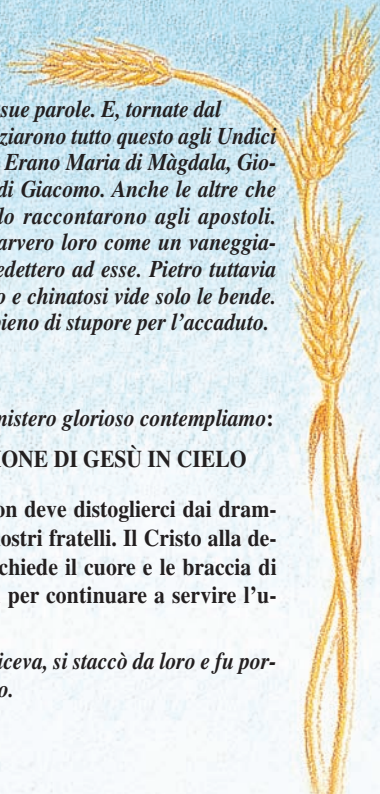 sue parole. E, tornate dal
ziarono tutto questo agli Undici
Erano Maria di Màgdala, Gio-
di Giacomo. Anche le altre che
lo raccontarono agli apostoli.
arvero loro come un vaneggia-
edettero ad esse. Pietro tuttavia
o e chinatosi vide solo le bende.
pieno di stupore per l'accaduto.
mistero glorioso contempliamo:
IONE DI GESÙ IN CIELO
on deve distoglierci dai dram-
ostri fratelli. Il Cristo alla de-
chiede il cuore e le braccia di
per continuare a servire l'u-
iceva, si staccò da loro e fu por-
o.